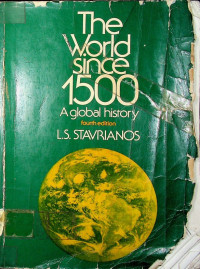 The
World
since
1500
A global history
fourth edition
L.S. STAVRIANOS